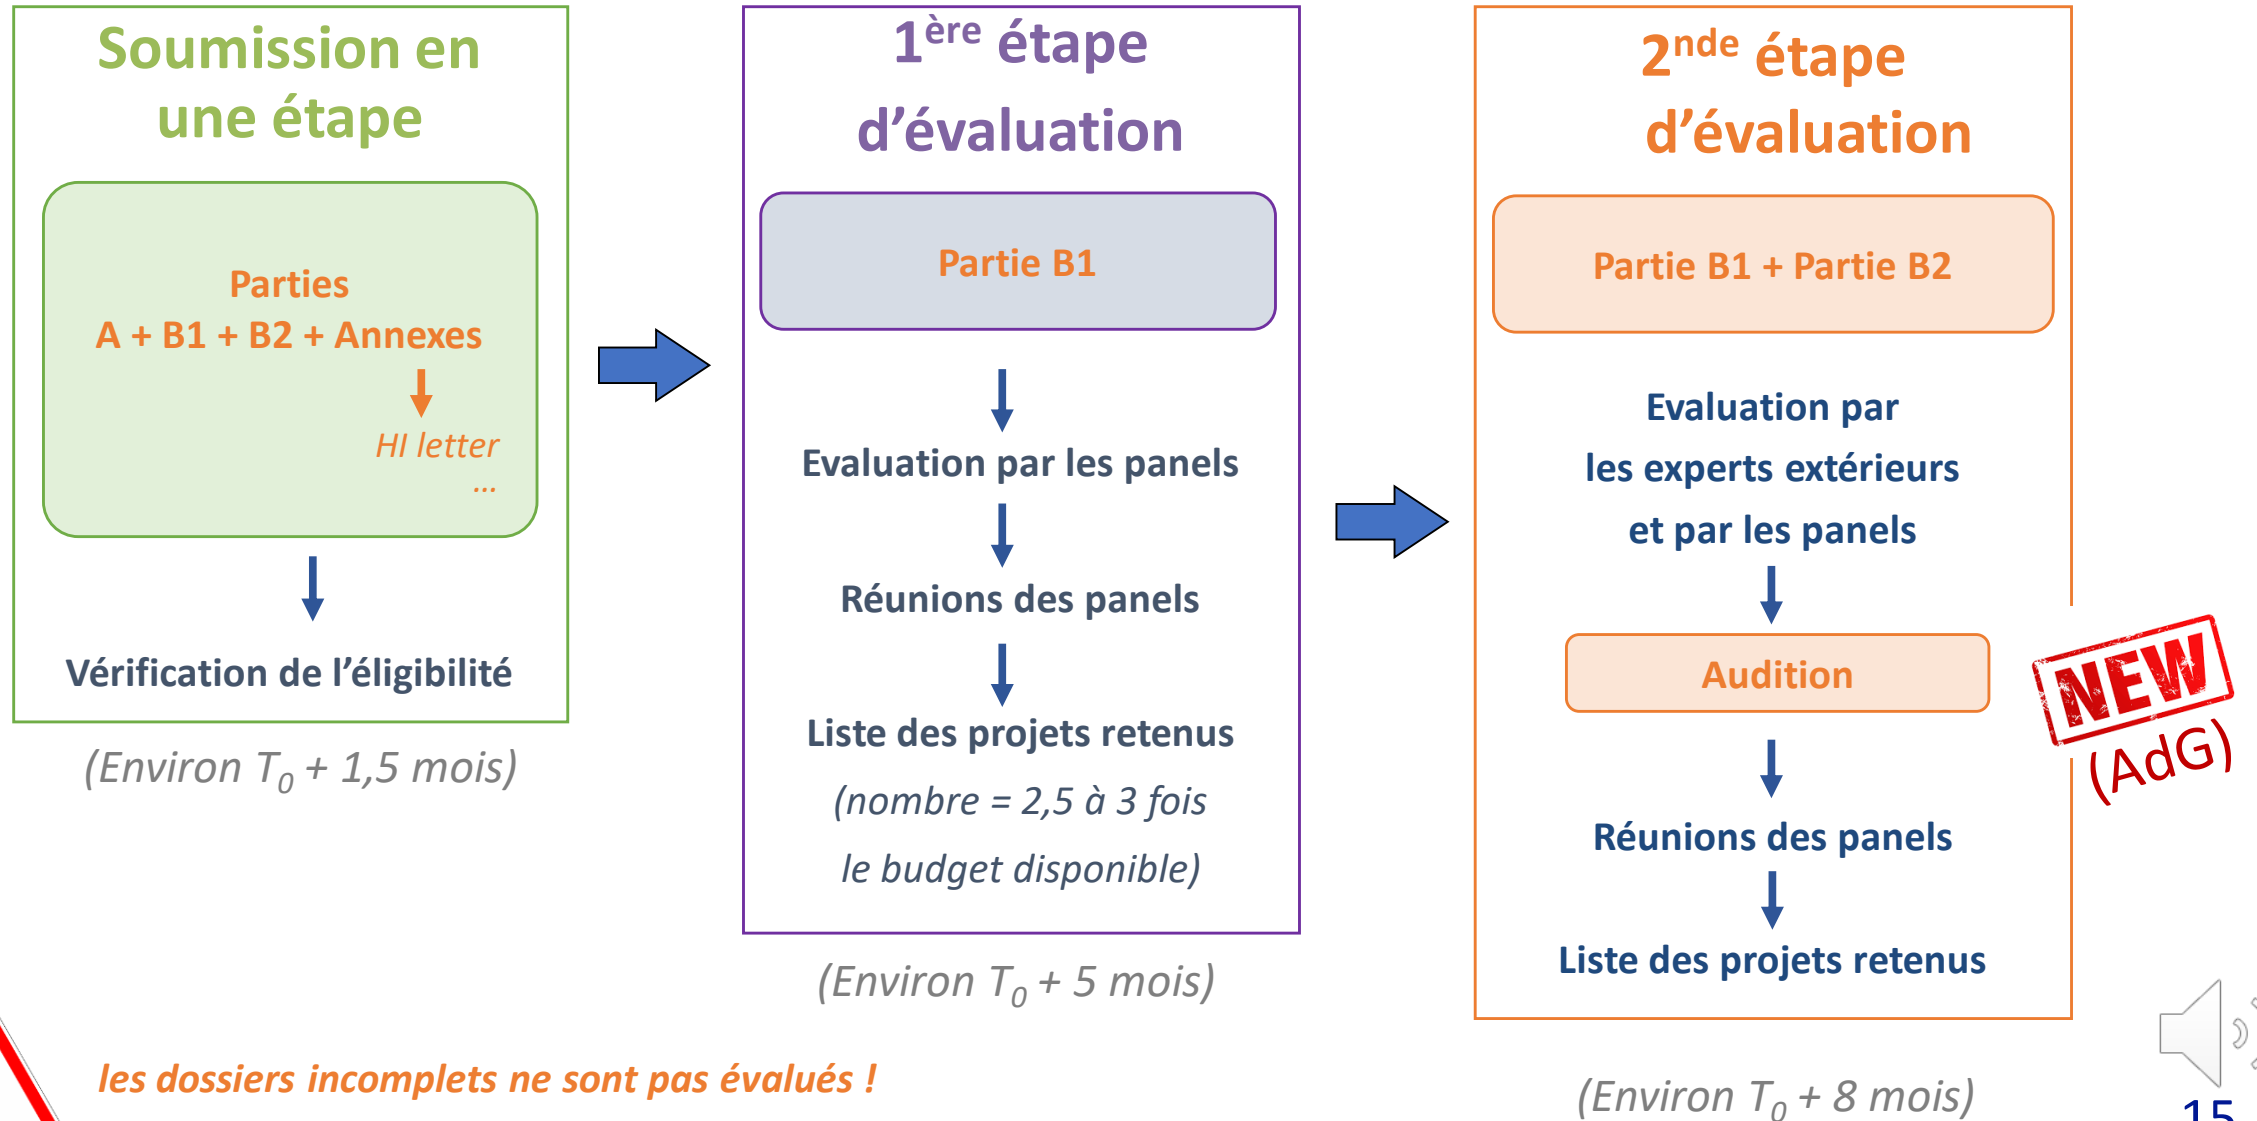 Soumission en
une étape
Parties
A + B1 + B2 + Annexes
HI letter
...
Vérification de l'éligibilité
(Environ T0 + 1,5 mois)
1ère étape
d'évaluation
Partie B1
Evaluation par les panels
Réunions des panels
Liste des projets retenus
(nombre = 2,5 à 3 fois
le budget disponible)
(Environ T0 + 5 mois)
2nde étape
d'évaluation
Partie B1 + Partie B2
Evaluation par
les experts extérieurs
et par les panels
Audition
NEW
(AdG)
Réunions des panels
Liste des projets retenus
(Environ T0 + 8 mois)
les dossiers incomplets ne sont pas évalués !
15